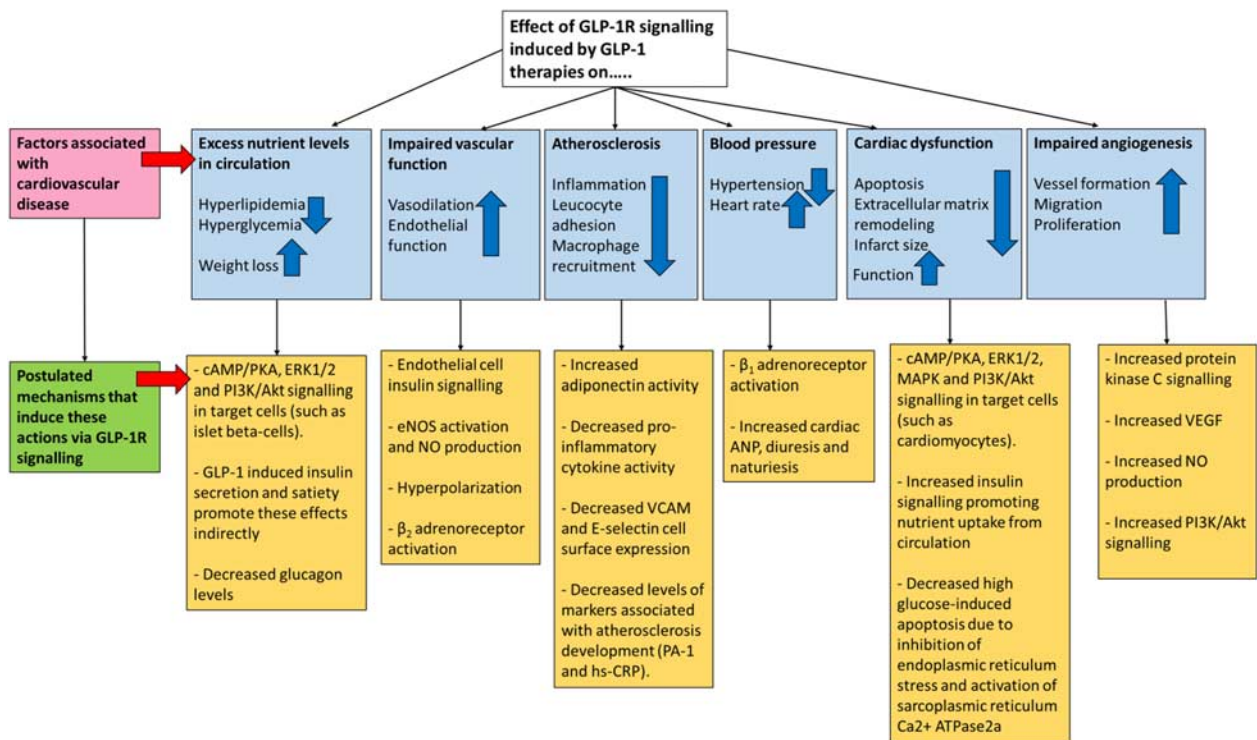 Effect of GLP-1R signalling
induced by GLP-1
therapies on…..
Factors associated
with
cardiovascular
disease
Excess nutrient levels
in circulation
Hyperlipidemia
Hyperglycemia
Weight loss
Impaired vascular
function
Vasodilation
Endothelial
function
Atherosclerosis
Inflammation
Leucocyte
adhesion
Macrophage
recruitment
Blood pressure
Hypertension
Heart rate
Cardiac dysfunction
Apoptosis
Extracellular matrix
remodeling
Infarct size
Function
Impaired angiogenesis
Vessel formation
Migration
Proliferation
Postulated
mechanisms that
induce these
actions via GLP-1R
signalling
- cAMP/PKA, ERK1/2
and PI3K/Akt signalling
in target cells (such as
islet beta-cells).
- GLP-1 induced insulin
secretion and satiety
promote these effects
indirectly
- Decreased glucagon
levels
- Endothelial cell
insulin signalling
- eNOS activation
and NO production
- Hyperpolarization
- β₂ adrenoreceptor
activation
- Increased
adiponectin activity
- Decreased pro-
inflammatory
cytokine activity
- Decreased VCAM
and E-selectin cell
surface expression
- Decreased levels of
markers associated
with atherosclerosis
development (PA-1
and hs-CRP).
- β₁ adrenoreceptor
activation
- Increased cardiac
ANP, diuresis and
naturiesis
- cAMP/PKA, ERK1/2,
MAPK and PI3K/Akt
signalling in target cells
(such as
cardiomyocytes).
- Increased insulin
signalling promoting
nutrient uptake from
circulation
- Decreased high
glucose-induced
apoptosis due to
inhibition of
endoplasmic reticulum
stress and activation of
sarcoplasmic reticulum
Ca2+ ATPase2a
- Increased protein
kinase C signalling
- Increased VEGF
- Increased NO
production
- Increased PI3K/Akt
signalling